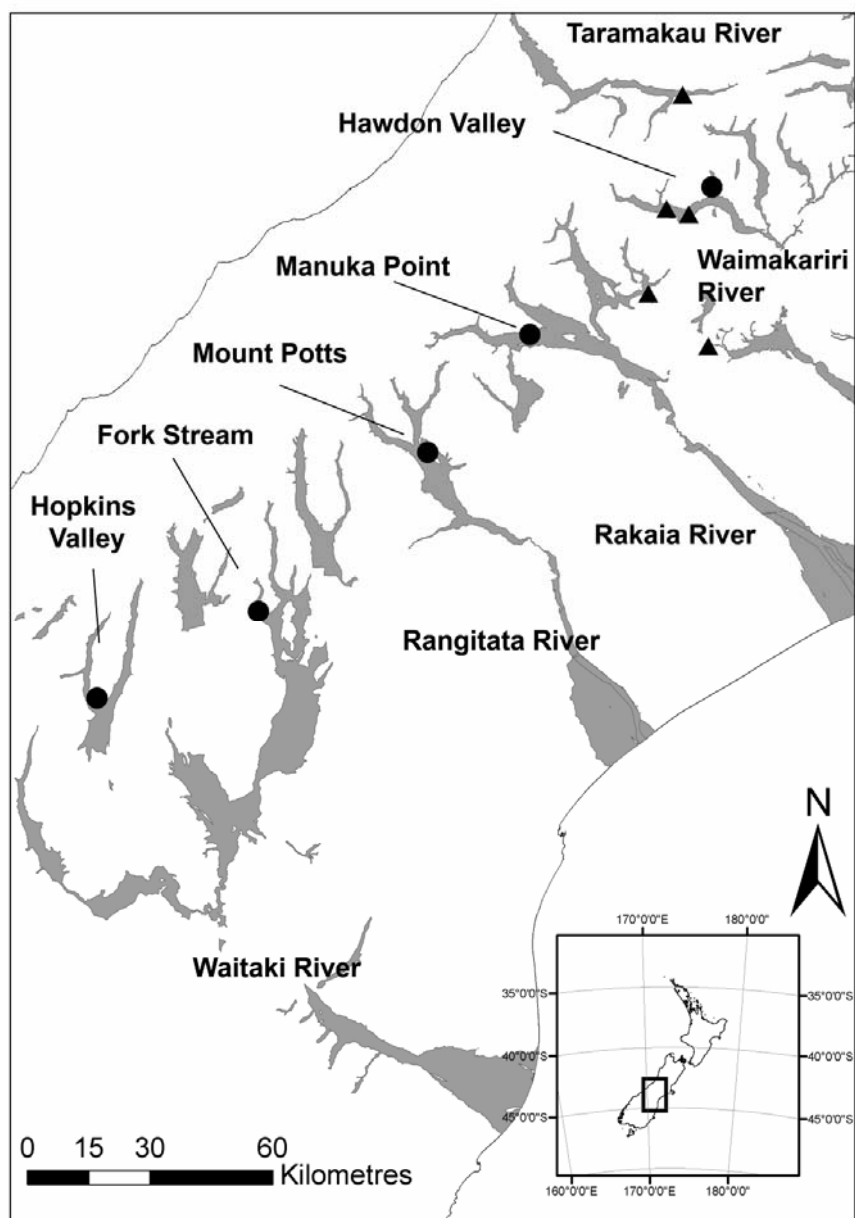 Taramakau River
Hawdon Valley
Waimakariri
River
Manuka Point
Mount Potts
Fork Stream
Hopkins
Valley
Rakaia River
Rangitata River
Waitaki River
N
0 15 30 60
Kilometres
170°0'0"E 180°0'0"
35°0'0"S 35°0'0"S
40°0'0"S 40°0'0"S
45°0'0"S 45°0'0"S
160°0'0"E 170°0'0"E 180°0'0"